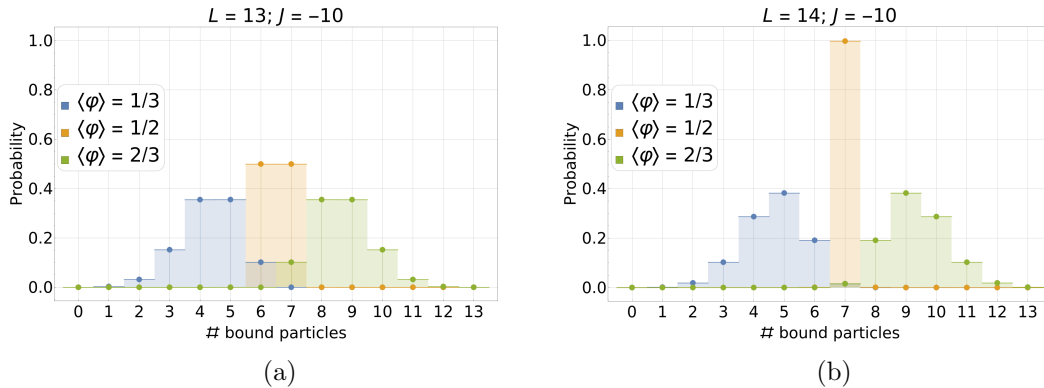 L = 13; J = –10
1.0
0.8
0.6
0.4
0.2
0.0
Probability
⟨φ⟩ = 1/3
⟨φ⟩ = 1/2
⟨φ⟩ = 2/3
0 1 2 3 4 5 6 7 8 9 10 11 12 13
# bound particles
(a)
L = 14; J = –10
1.0
0.8
0.6
0.4
0.2
0.0
Probability
⟨φ⟩ = 1/3
⟨φ⟩ = 1/2
⟨φ⟩ = 2/3
0 1 2 3 4 5 6 7 8 9 10 11 12 13
# bound particles
(b)